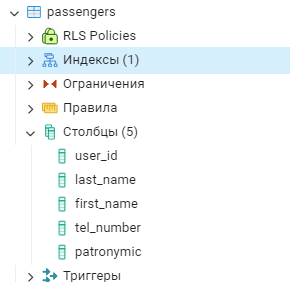 passengers
RLS Policies
Индексы (1)
Ограничения
Правила
Столбцы (5)
user_id
last_name
first_name
tel_number
patronymic
Триггеры